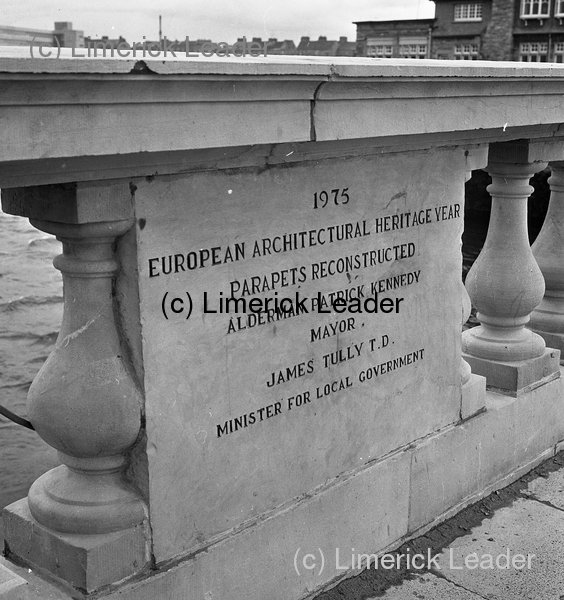 (c) Limerick Leader
1975
EUROPEAN ARCHITECTURAL HERITAGE YEAR
PARAPETS RECONSTRUCTED
(c) Limerick Leader
ALDERMAN PATRICK KENNEDY
MAYOR
JAMES TULLY T.D.
MINISTER FOR LOCAL GOVERNMENT
(c) Limerick Leader